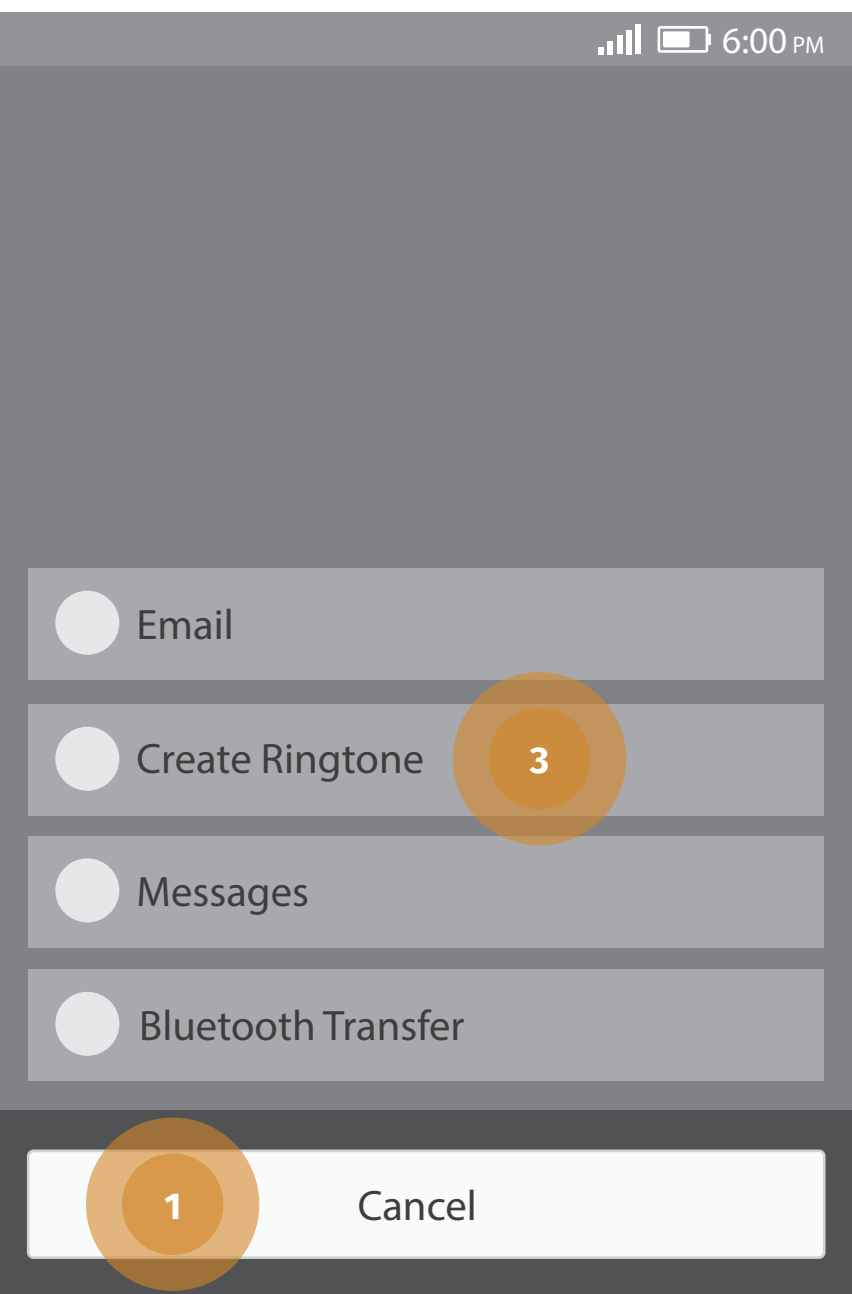 6:00 PM
Email
Create Ringtone 3
Messages
Bluetooth Transfer
1 Cancel